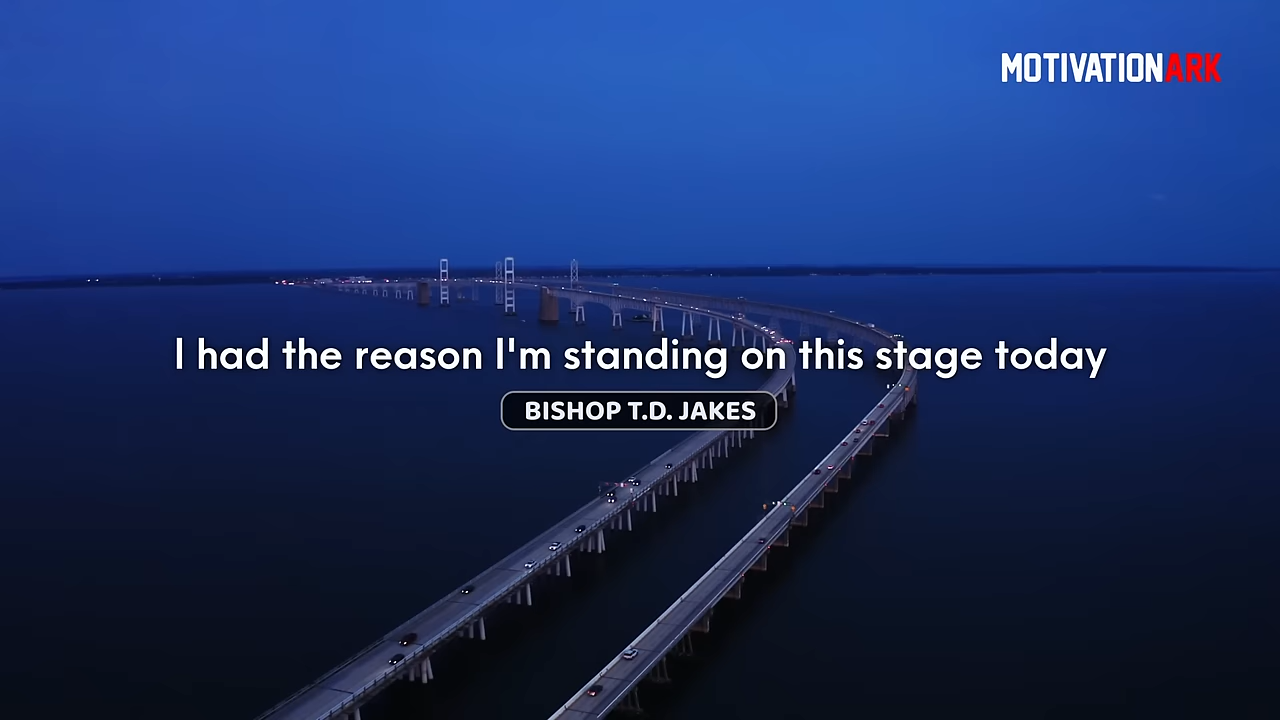 MOTIVATIONARK
I had the reason I'm standing on this stage today
BISHOP T.D. JAKES